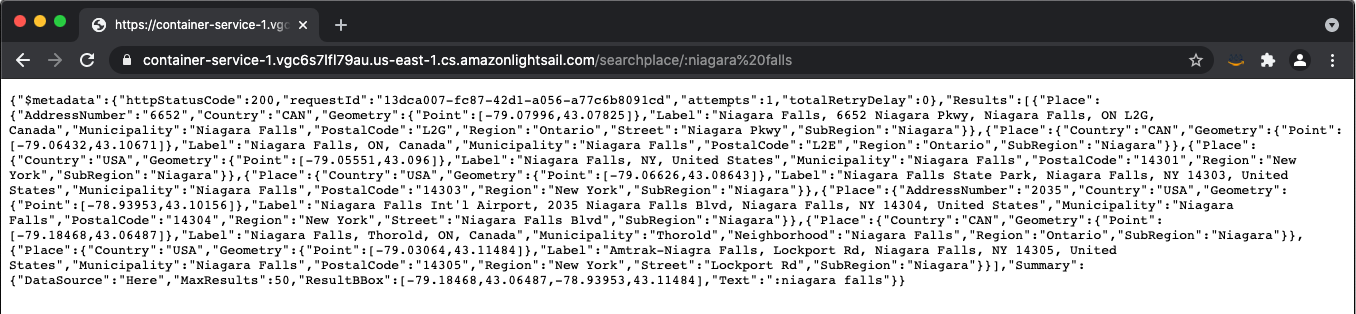 https://container-service-1.vgc
container-service-1.vgc6s7lfl79au.us-east-1.cs.amazonlightsail.com/searchplace/:niagara%20falls
{"$metadata":{"httpStatusCode":200,"requestId":"13dca007-fc87-42d1-a056-a77c6b8091cd","attempts":1,"totalRetryDelay":0},"Results":[{"Place":
{"AddressNumber":"6652","Country":"CAN","Geometry":{"Point":[-79.07996,43.07825]},"Label":"Niagara Falls, 6652 Niagara Pkwy, Niagara Falls, ON L2G,
Canada","Municipality":"Niagara Falls","PostalCode":"L2G","Region":"Ontario","Street":"Niagara Pkwy","SubRegion":"Niagara"}},{"Place":{"Country":"CAN","Geometry":{"Point":
[-79.06432,43.10671]},"Label":"Niagara Falls, ON, Canada","Municipality":"Niagara Falls","PostalCode":"L2E","Region":"Ontario","SubRegion":"Niagara"}},{"Place":
{"Country":"USA","Geometry":{"Point":[-79.05551,43.096]},"Label":"Niagara Falls, NY, United States","Municipality":"Niagara Falls","PostalCode":"14301","Region":"New
York","SubRegion":"Niagara"}},{"Place":{"Country":"USA","Geometry":{"Point":[-79.06626,43.08643]},"Label":"Niagara Falls State Park, Niagara Falls, NY 14303, United
States","Municipality":"Niagara Falls","PostalCode":"14303","Region":"New York","SubRegion":"Niagara"}},{"Place":{"AddressNumber":"2035","Country":"USA","Geometry":
{"Point":[-78.93953,43.10156]},"Label":"Niagara Falls Int'l Airport, 2035 Niagara Falls Blvd, Niagara Falls, NY 14304, United States","Municipality":"Niagara
Falls","PostalCode":"14304","Region":"New York","Street":"Niagara Falls Blvd","SubRegion":"Niagara"}},{"Place":{"Country":"CAN","Geometry":{"Point":
[-79.18468,43.06487]},"Label":"Niagara Falls, Thorold, ON, Canada","Municipality":"Thorold","Neighborhood":"Niagara Falls","Region":"Ontario","SubRegion":"Niagara"}},
{"Place":{"Country":"USA","Geometry":{"Point":[-79.03064,43.11484]},"Label":"Amtrak-Niagra Falls, Lockport Rd, Niagara Falls, NY 14305, United
States","Municipality":"Niagara Falls","PostalCode":"14305","Region":"New York","Street":"Lockport Rd","SubRegion":"Niagara"}}],"Summary":
{"DataSource":"Here","MaxResults":50,"ResultBBox":[-79.18468,43.06487,-78.93953,43.11484],"Text":":niagara falls"}}